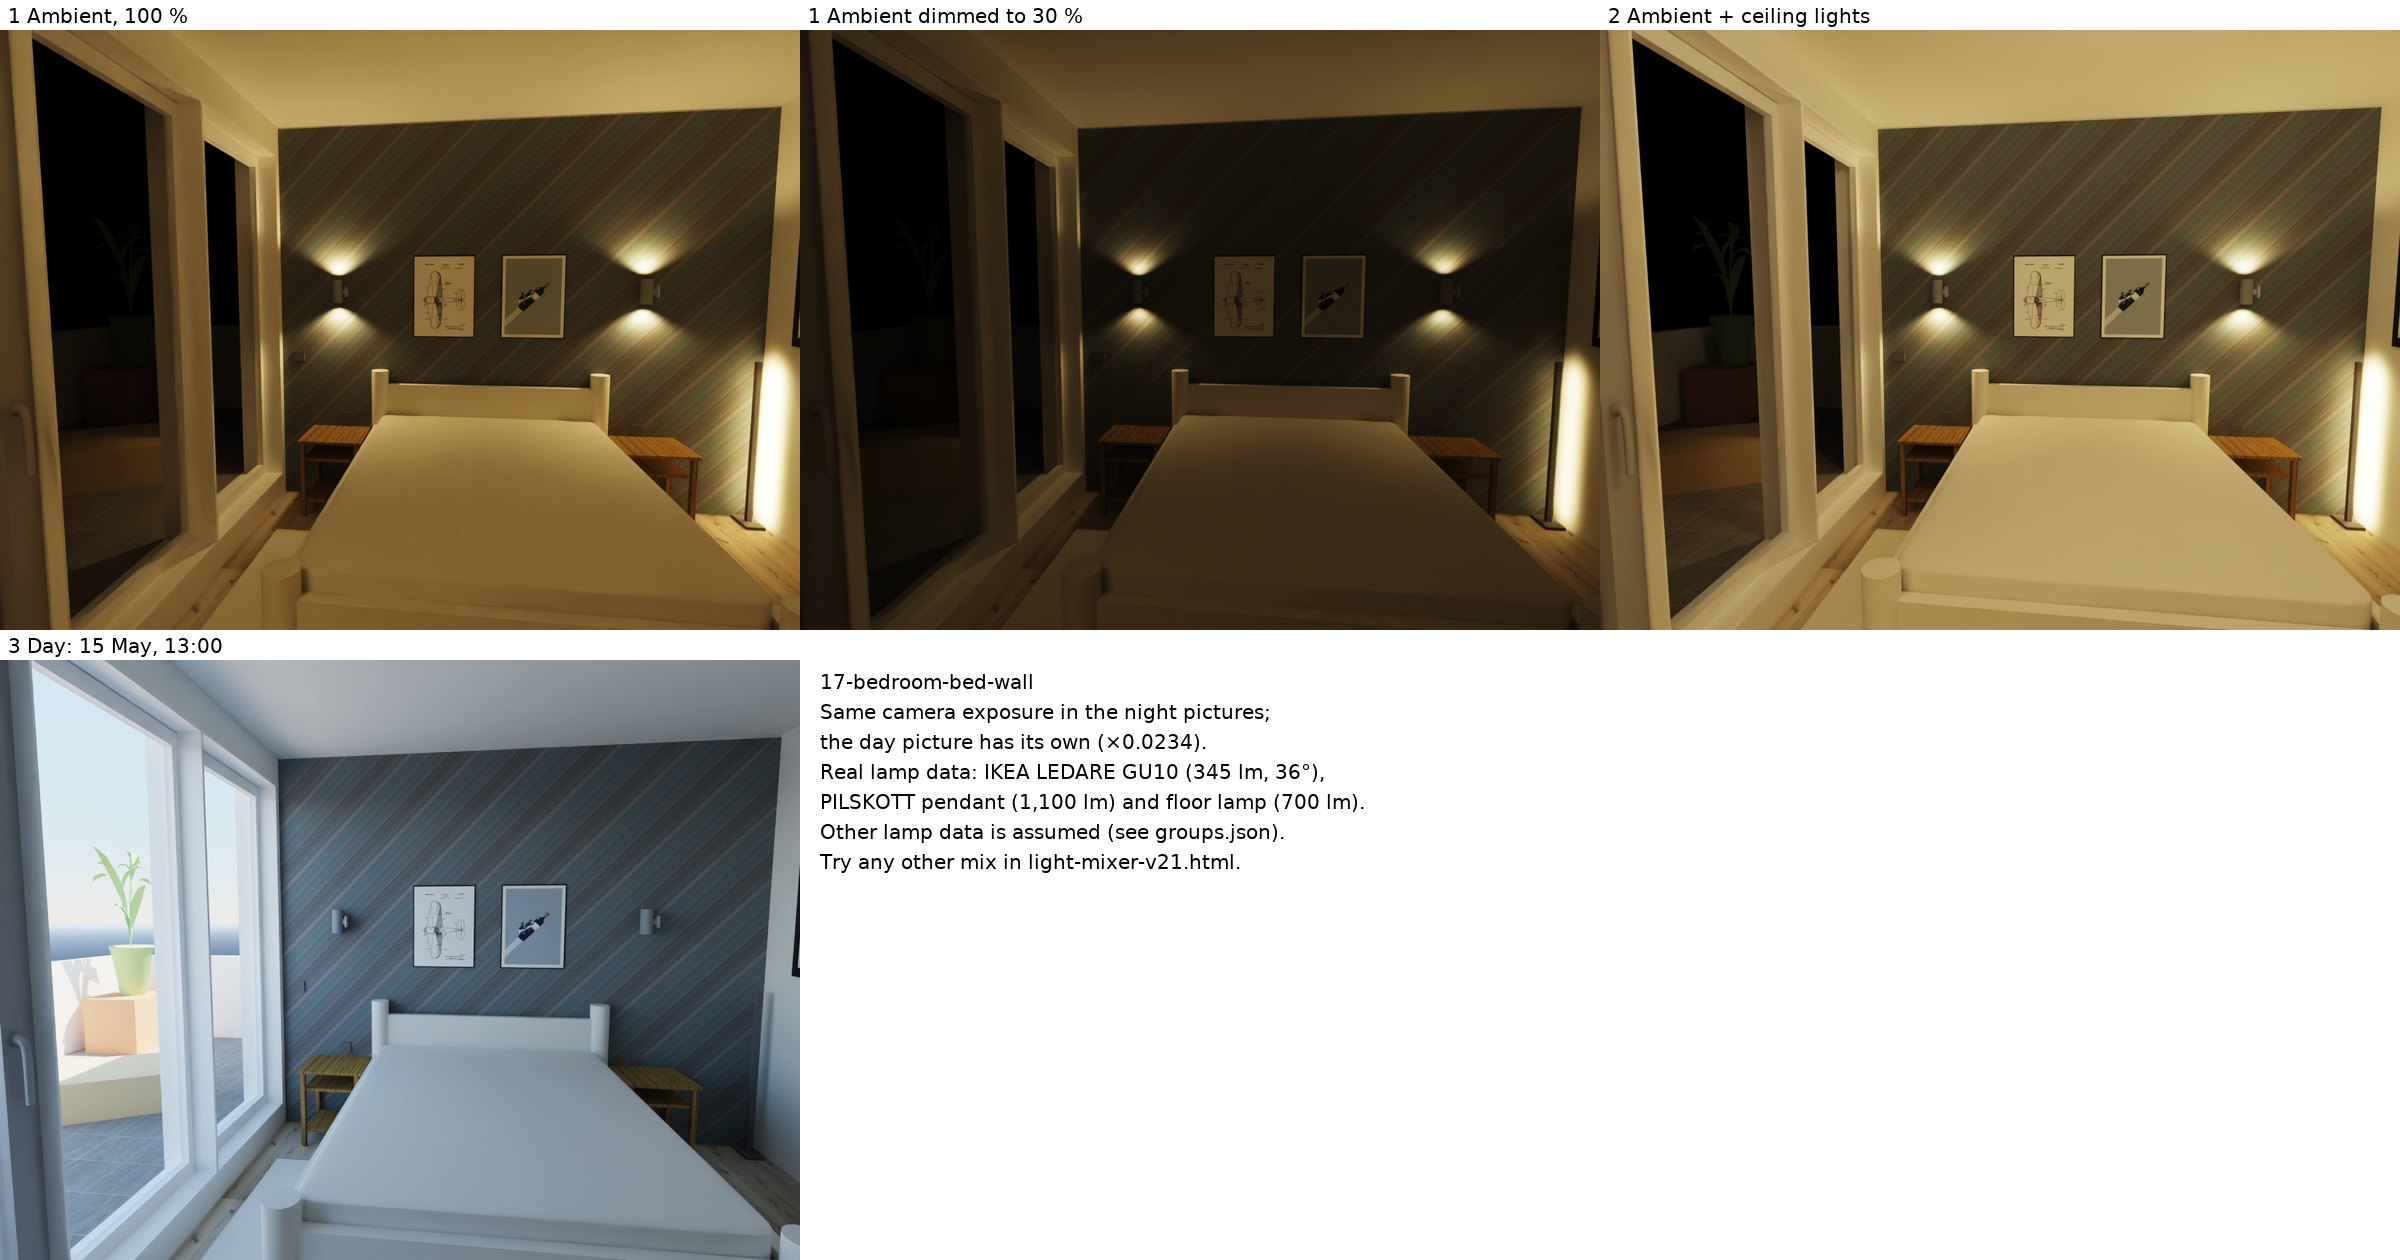 1 Ambient, 100 %
1 Ambient dimmed to 30 %
2 Ambient + ceiling lights
3 Day: 15 May, 13:00
17-bedroom-bed-wall
Same camera exposure in the night pictures;
the day picture has its own (×0.0234).
Real lamp data: IKEA LEDARE GU10 (345 lm, 36°),
PILSKOTT pendant (1,100 lm) and floor lamp (700 lm).
Other lamp data is assumed (see groups.json).
Try any other mix in light-mixer-v21.html.